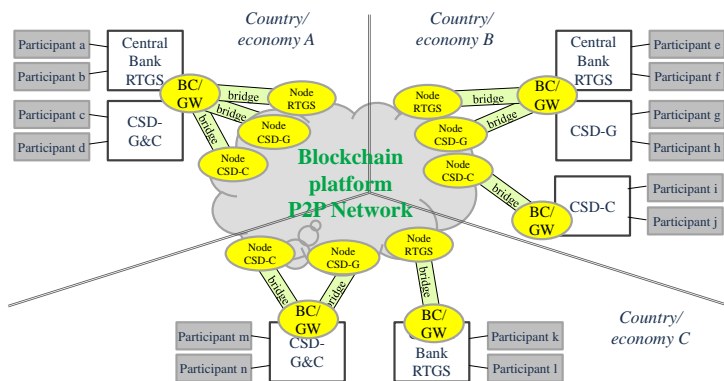 Country/
economy A
Country/
economy B
Participant a
Participant b
Central
Bank
RTGS
BC/
GW
bridge
Node
RTGS
Participant c
Participant d
CSD-
G&C
bridge
Node
CSD-G
bridge
Node
CSD-C
Node
RTGS
bridge
BC/
GW
Central
Bank
RTGS
Participant e
Participant f
Node
CSD-G
bridge
CSD-G
Participant g
Participant h
Node
CSD-C
bridge
BC/
GW
CSD-C
Participant i
Participant j
Blockchain
platform
P2P Network
Node
CSD-C
Node
CSD-G
Node
RTGS
bridge
bridge
bridge
BC/
GW
CSD-
G&C
Participant m
Participant n
BC/
GW
Bank
RTGS
Participant k
Participant l
Country/
economy C